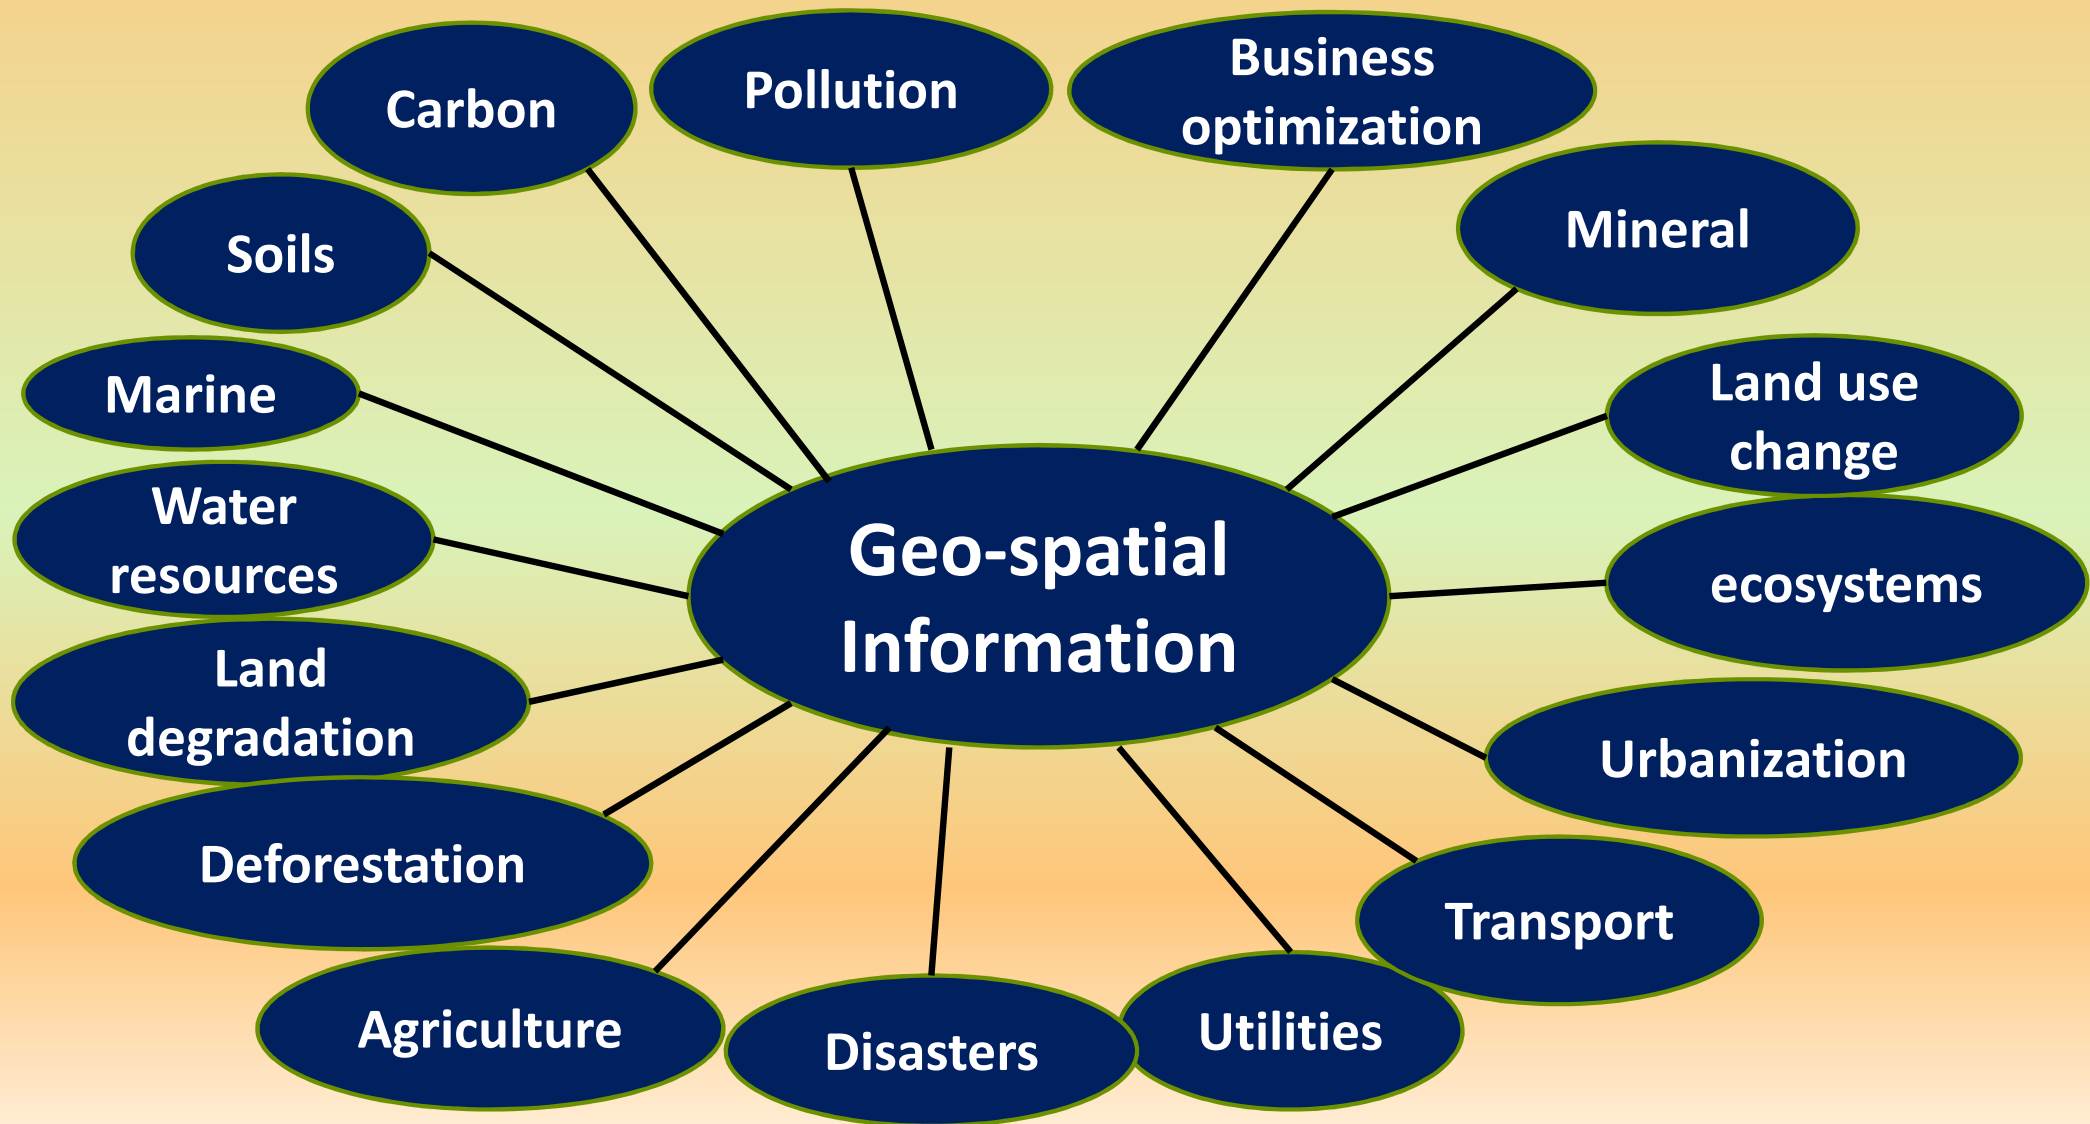 Carbon
Pollution
Business
optimization
Mineral
Soils
Marine
Land use
change
Water
resources
Geo-spatial
Information
ecosystems
Land
degradation
Urbanization
Deforestation
Transport
Agriculture
Disasters
Utilities